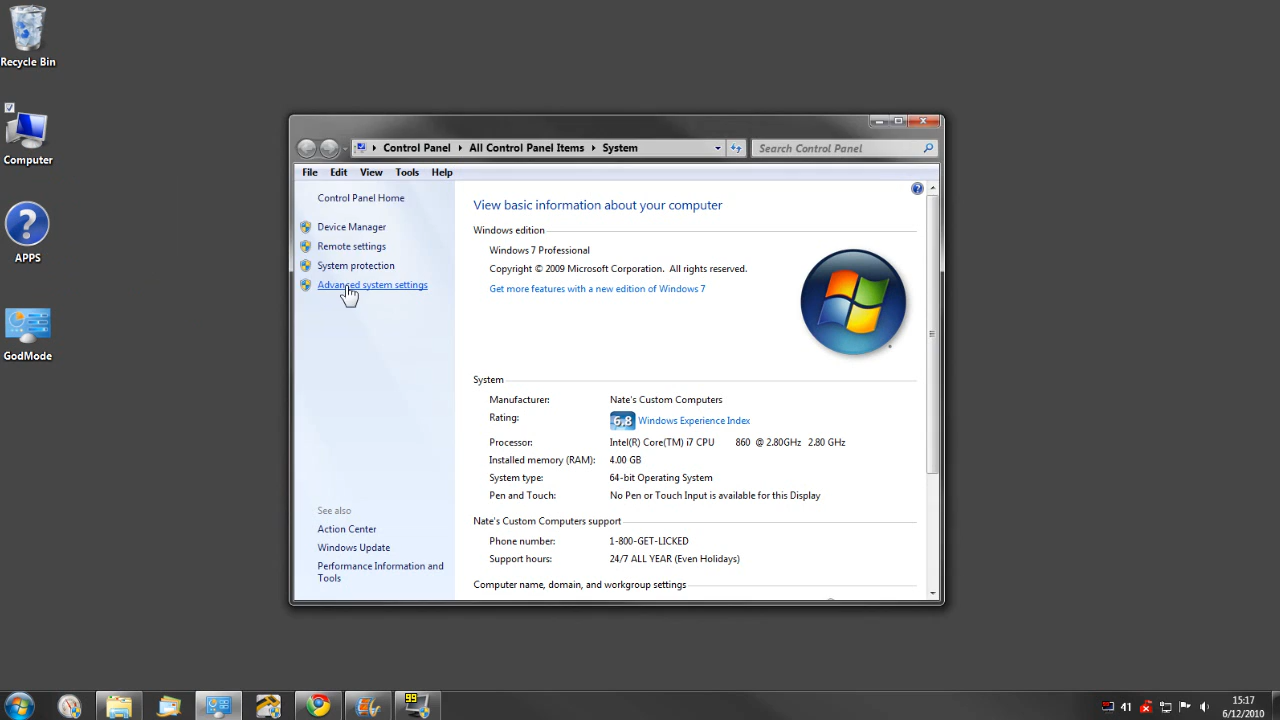 Recycle Bin
Computer
APPS
GodMode
Control Panel
All Control Panel Items
System
Search Control Panel
File
Edit
View
Tools
Help
Control Panel Home
Device Manager
Remote settings
System protection
Advanced system settings
See also
Action Center
Windows Update
Performance Information and
Tools
View basic information about your computer
Windows edition
Windows 7 Professional
Copyright © 2009 Microsoft Corporation. All rights reserved.
Get more features with a new edition of Windows 7
System
Manufacturer: Nate's Custom Computers
Rating: 6,8 Windows Experience Index
Processor: Intel(R) Core(TM) i7 CPU 860 @ 2.80GHz 2.80 GHz
Installed memory (RAM): 4.00 GB
System type: 64-bit Operating System
Pen and Touch: No Pen or Touch Input is available for this Display
Nate's Custom Computers support
Phone number: 1-800-GET-LICKED
Support hours: 24/7 ALL YEAR (Even Holidays)
Computer name, domain, and workgroup settings
99
41
15:17
6/12/2010